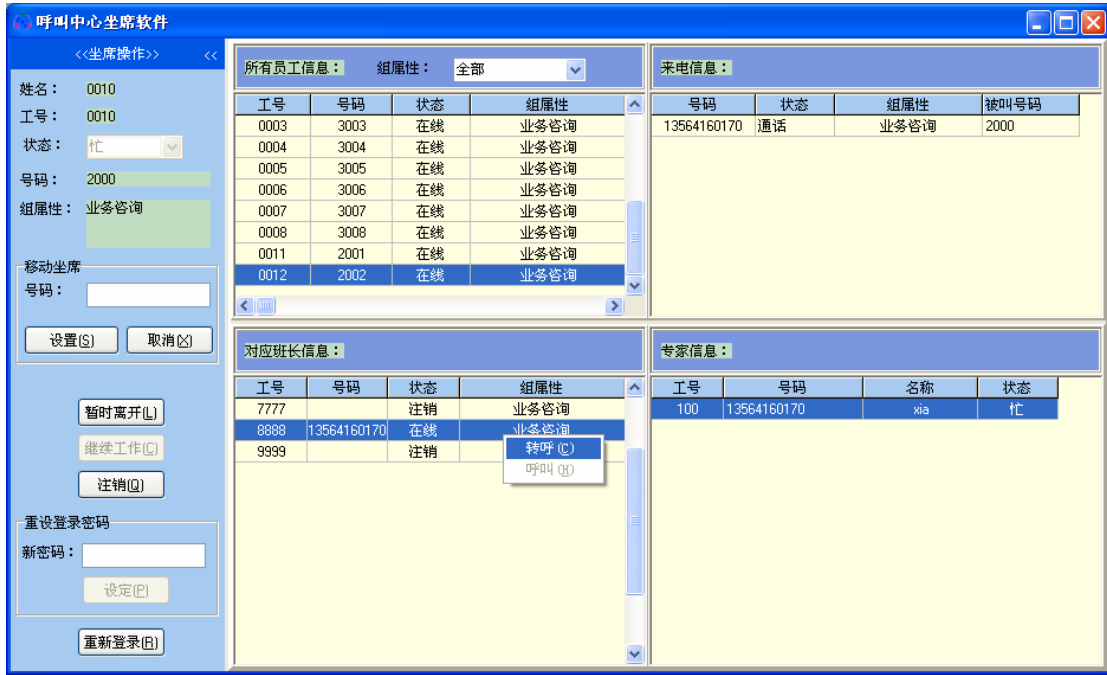 呼叫中心坐席软件
<<坐席操作>> <<
姓名： 0010
工号： 0010
状态： 忙
号码： 2000
组属性： 业务咨询
移动坐席
号码：
设置(S) 取消(X)
暂时离开(L)
继续工作(C)
注销(Q)
重设登录密码
新密码：
设定(P)
重新登录(R)
所有员工信息： 组属性： 全部
工号 号码 状态 组属性
0003 3003 在线 业务咨询
0004 3004 在线 业务咨询
0005 3005 在线 业务咨询
0006 3006 在线 业务咨询
0007 3007 在线 业务咨询
0008 3008 在线 业务咨询
0011 2001 在线 业务咨询
0012 2002 在线 业务咨询
来电信息：
号码 状态 组属性 被叫号码
13564160170 通话 业务咨询 2000
对应班长信息：
工号 号码 状态 组属性
7777 注销 业务咨询
8888 13564160170 在线 业务咨询
9999 注销
转呼(C)
呼叫(H)
专家信息：
工号 号码 名称 状态
100 13564160170 xia 忙